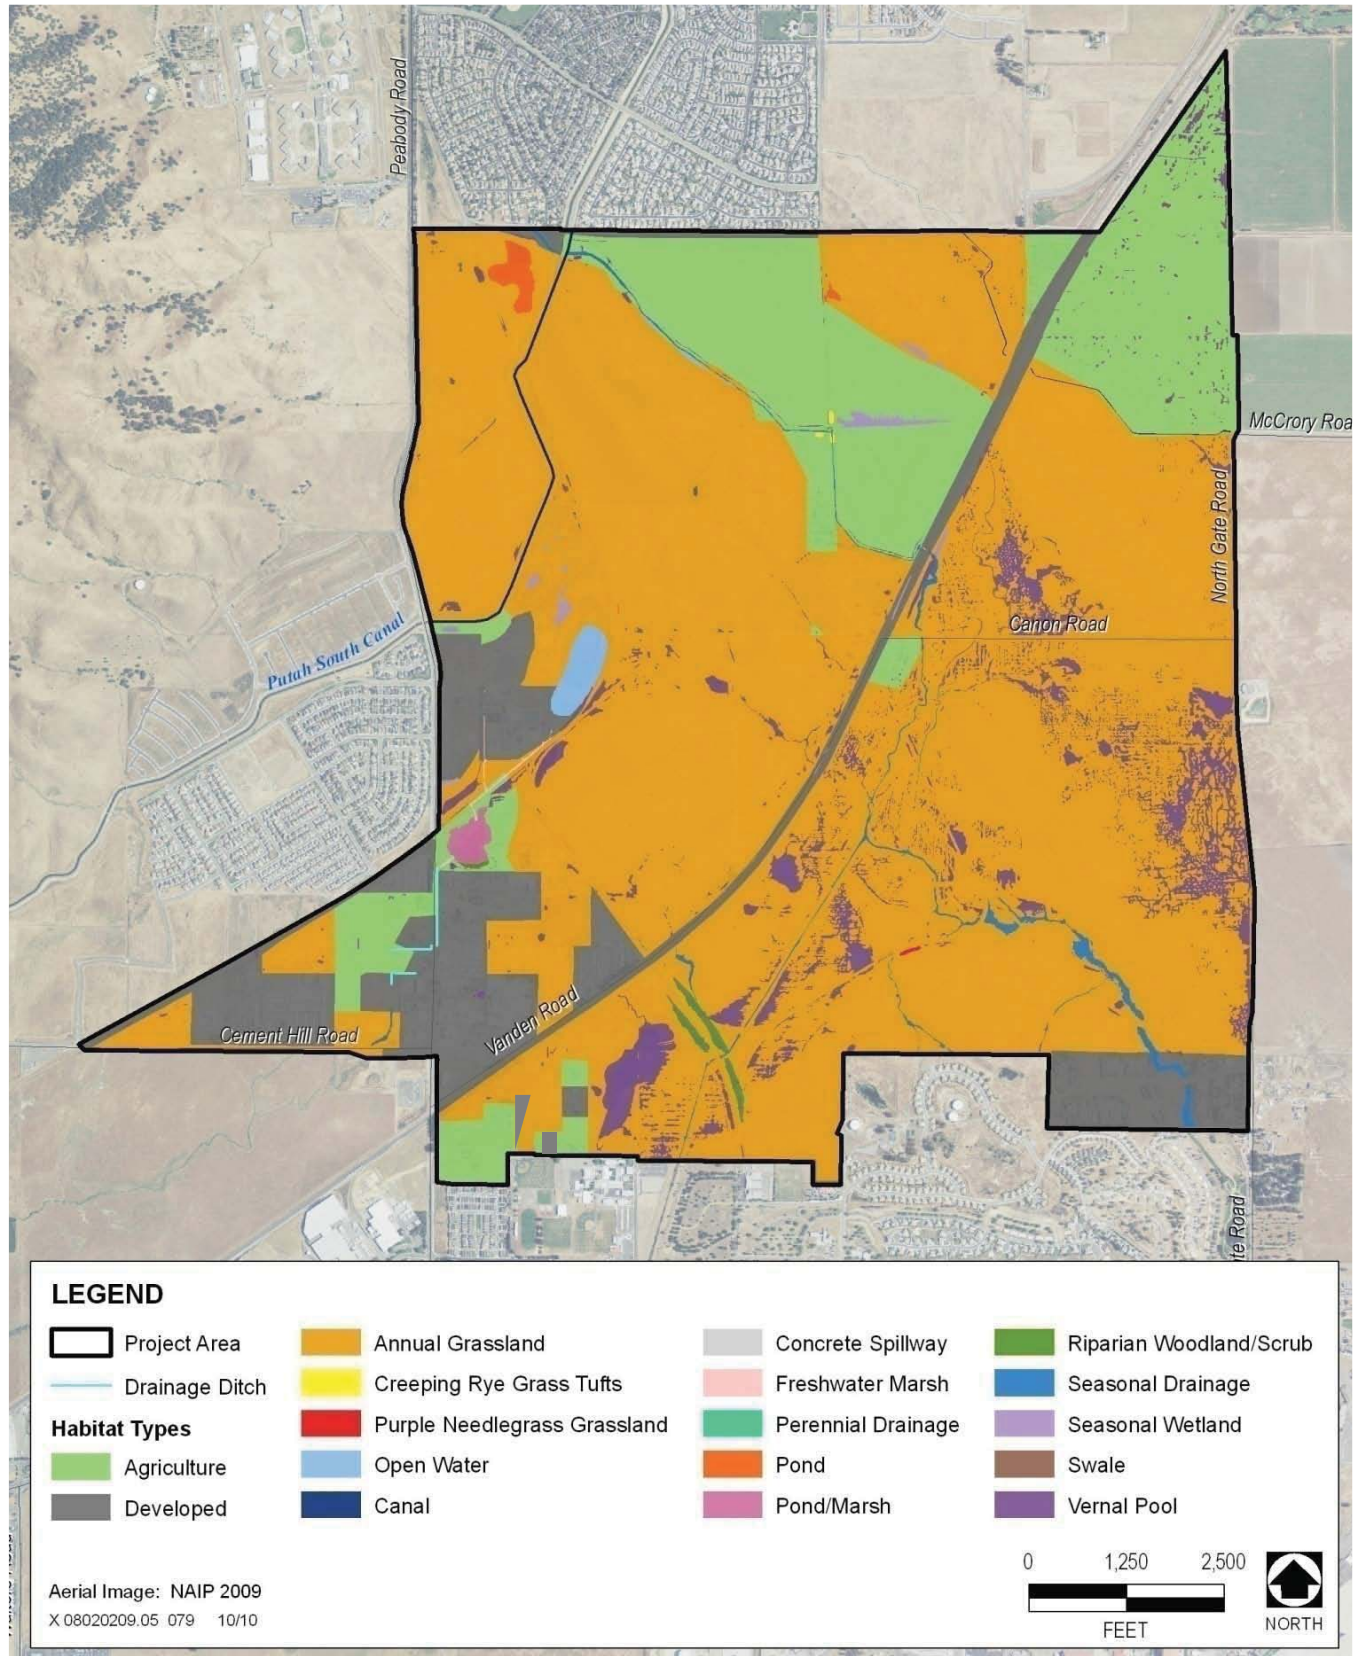 Peabody Road
McCrory Roa
North Gate Road
Canon Road
Putah South Canal
Cement Hill Road
Vanden Road
te Road
LEGEND
Project Area
Drainage Ditch
Habitat Types
Agriculture
Developed
Annual Grassland
Creeping Rye Grass Tufts
Purple Needlegrass Grassland
Open Water
Canal
Concrete Spillway
Freshwater Marsh
Perennial Drainage
Pond
Pond/Marsh
Riparian Woodland/Scrub
Seasonal Drainage
Seasonal Wetland
Swale
Vernal Pool
0 1,250 2,500
FEET
NORTH
Aerial Image: NAIP 2009
X 08020209.05 079 10/10